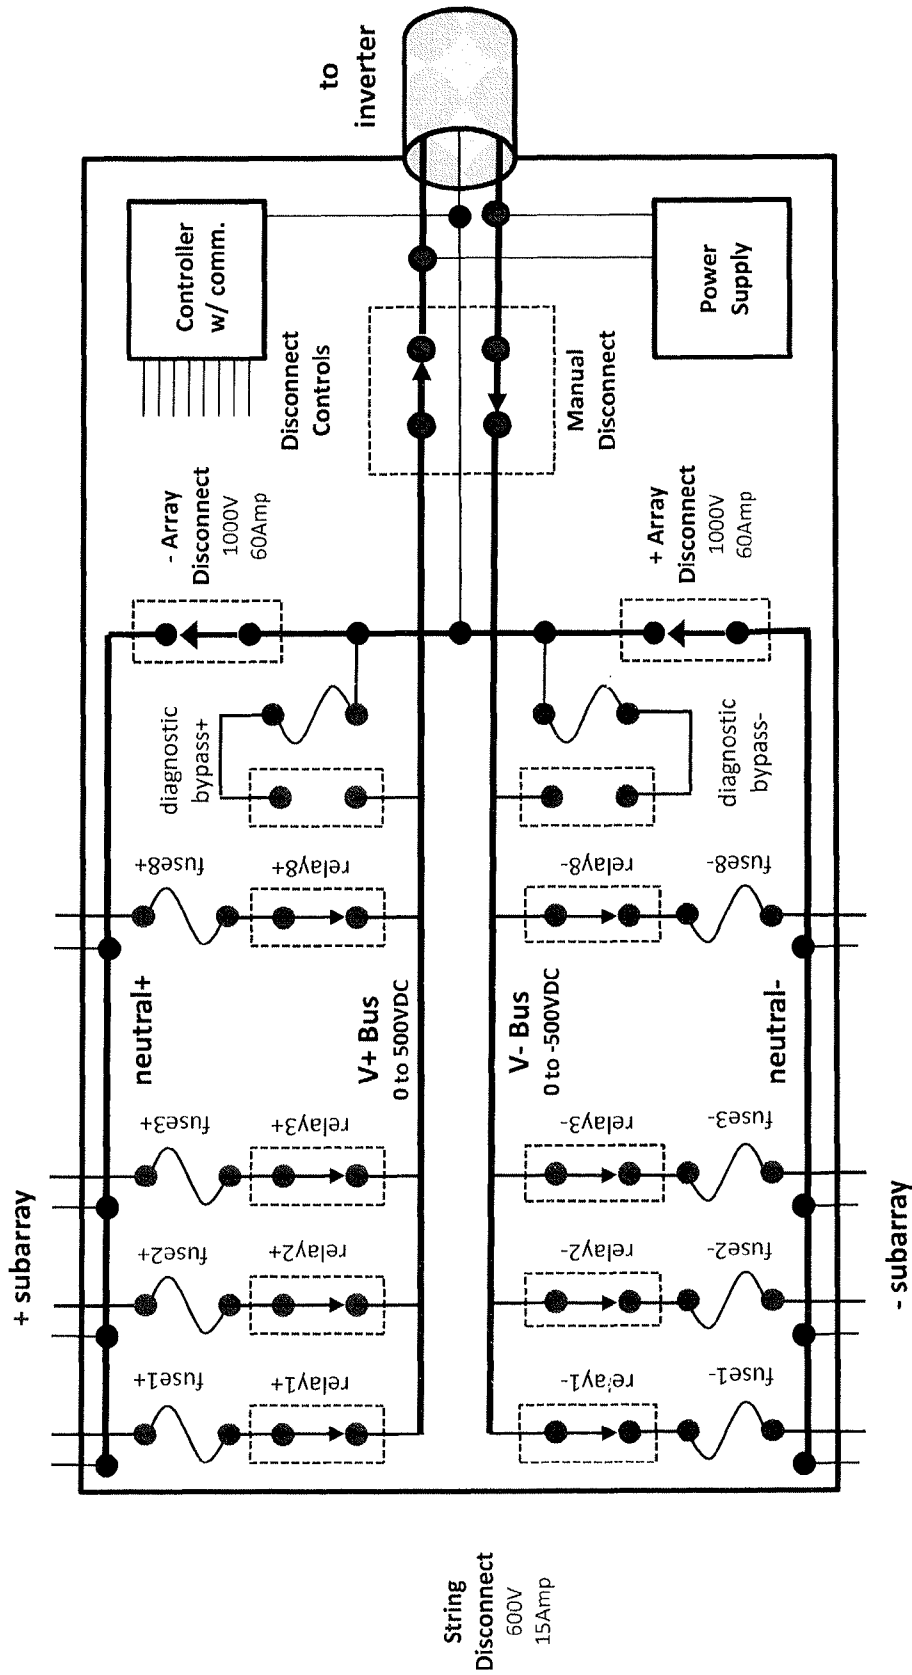 to
inverter
Controller
w/ comm.
Disconnect
Controls
Manual
Disconnect
Power
Supply
- Array
Disconnect
1000V
60Amp
+ Array
Disconnect
1000V
60Amp
diagnostic
bypass+
diagnostic
bypass-
fuse8+
relay8+
relay8-
fuse8-
neutral+
V+ Bus
0 to 500VDC
V- Bus
0 to -500VDC
neutral-
fuse3+
relay3+
relay3-
fuse3-
+ subarray
fuse2+
relay2+
relay2-
fuse2-
- subarray
fuse1+
relay1+
relay1-
fuse1-
String
Disconnect
600V
15Amp